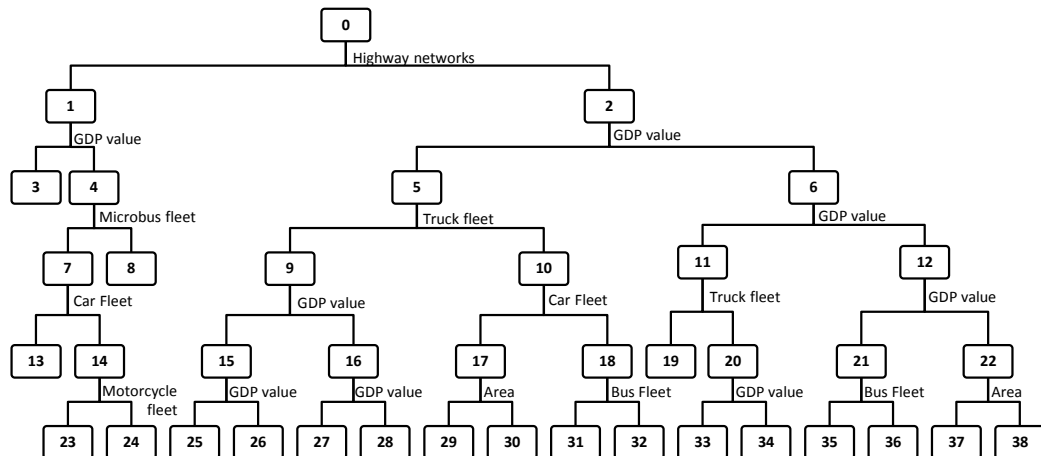 0
Highway networks
1
2
GDP value
GDP value
3
4
5
6
Microbus fleet
Truck fleet
GDP value
7
8
9
10
11
12
Car Fleet
GDP value
Car Fleet
Truck fleet
GDP value
13
14
15
16
17
18
19
20
21
22
Motorcycle
fleet
GDP value
GDP value
Area
Bus Fleet
GDP value
Bus Fleet
Area
23
24
25
26
27
28
29
30
31
32
33
34
35
36
37
38